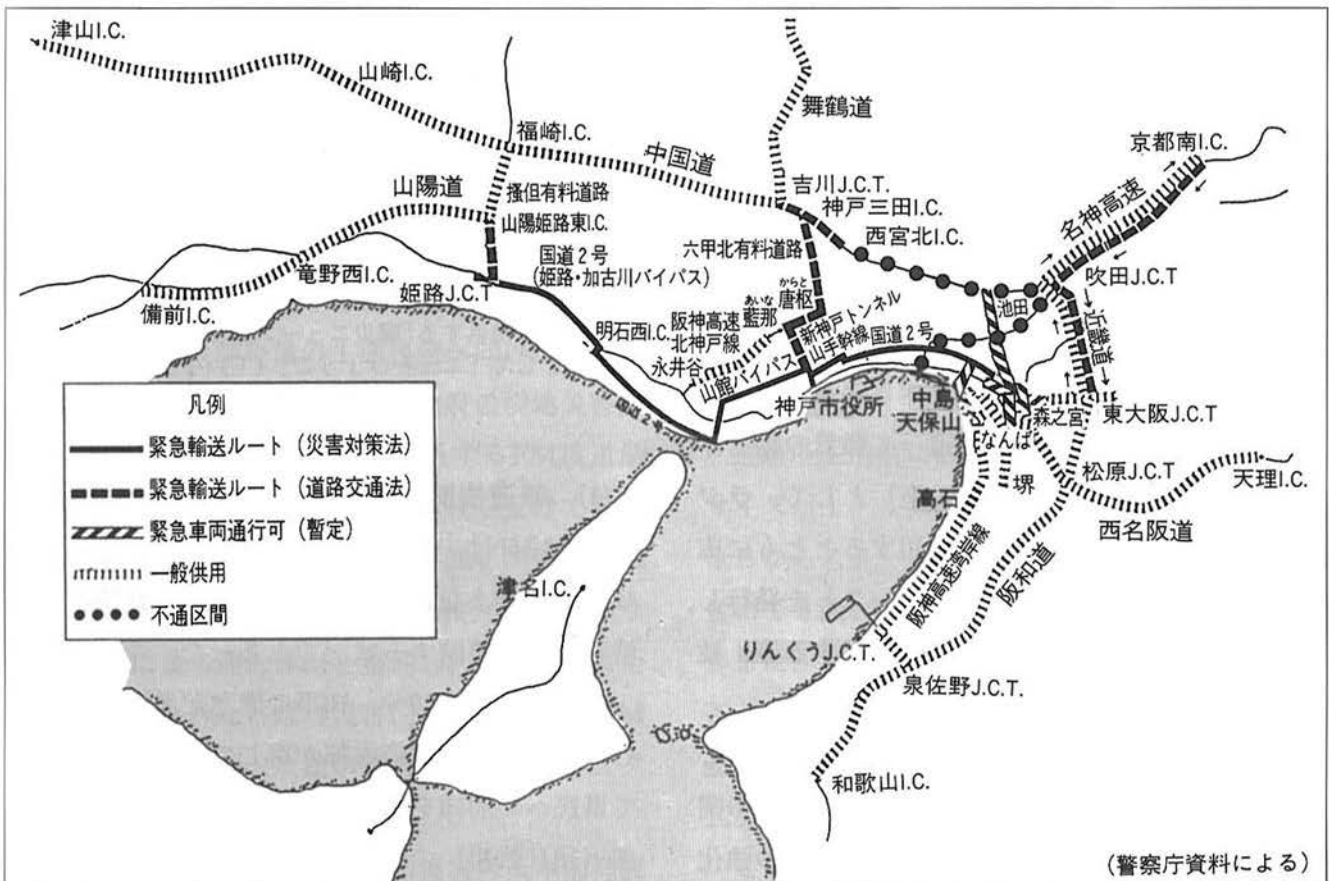 津山I.C.
山崎I.C.
福崎I.C.
中国道
舞鶴道
京都南I.C.
山陽道
播但有料道路
山陽姫路東I.C.
吉川J.C.T.
神戸三田I.C.
西宮北I.C.
名神高速
竜野西I.C.
国道2号
(姫路・加古川バイパス)
六甲北有料道路
吹田J.C.T
備前I.C.
姫路J.C.T
からと
唐枢
あいな
藍那
池田
近畿道
明石西I.C.
阪神高速
北神戸線
新神戸トンネル
山手幹線
国道2号
永井谷
山館バイパス
神戸市役所
中島
天保山
森之宮
東大阪J.C.T
なんば
国道2号
堺
松原J.C.T
天理I.C.
高石
西名阪道
阪神高速湾岸線
阪和道
津名I.C.
りんくうJ.C.T.
泉佐野J.C.T.
和歌山I.C.
凡例
緊急輸送ルート(災害対策法)
緊急輸送ルート(道路交通法)
緊急車両通行可(暫定)
一般供用
不通区間
(警察庁資料による)